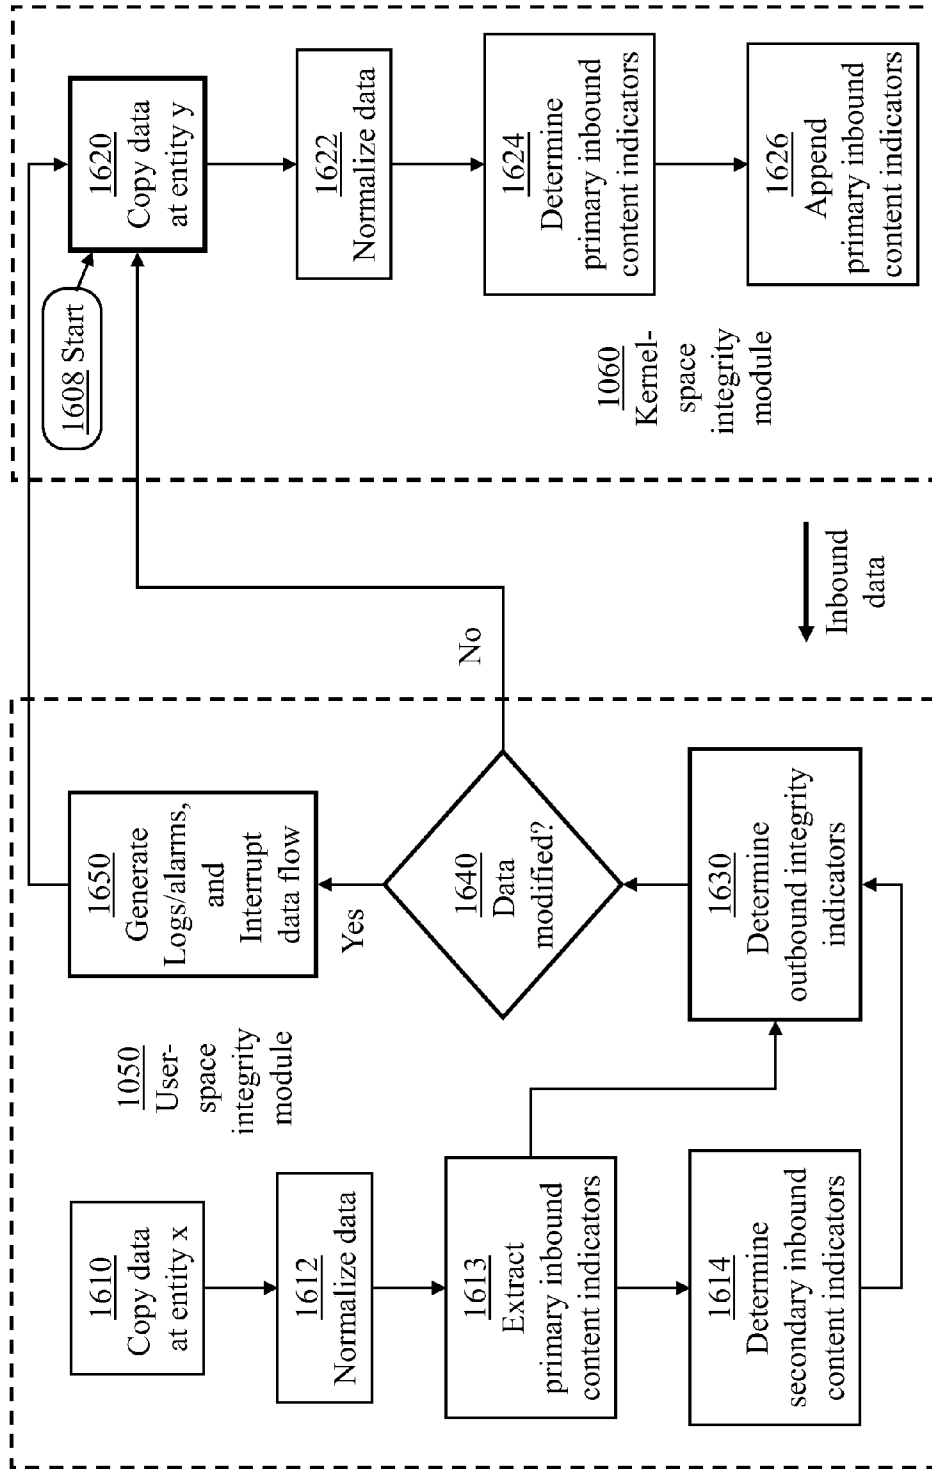 1610
Copy data
at entity x
1612
Normalize data
1613
Extract
primary inbound
content indicators
1614
Determine
secondary inbound
content indicators
1050
User-
space
integrity
module
1650
Generate
Logs/alarms,
and
Interrupt
data flow
Yes
1640
Data
modified?
No
1630
Determine
outbound integrity
indicators
Inbound
data
1608 Start
1620
Copy data
at entity y
1622
Normalize data
1624
Determine
primary inbound
content indicators
1626
Append
primary inbound
content indicators
1060
Kernel-
space
integrity
module